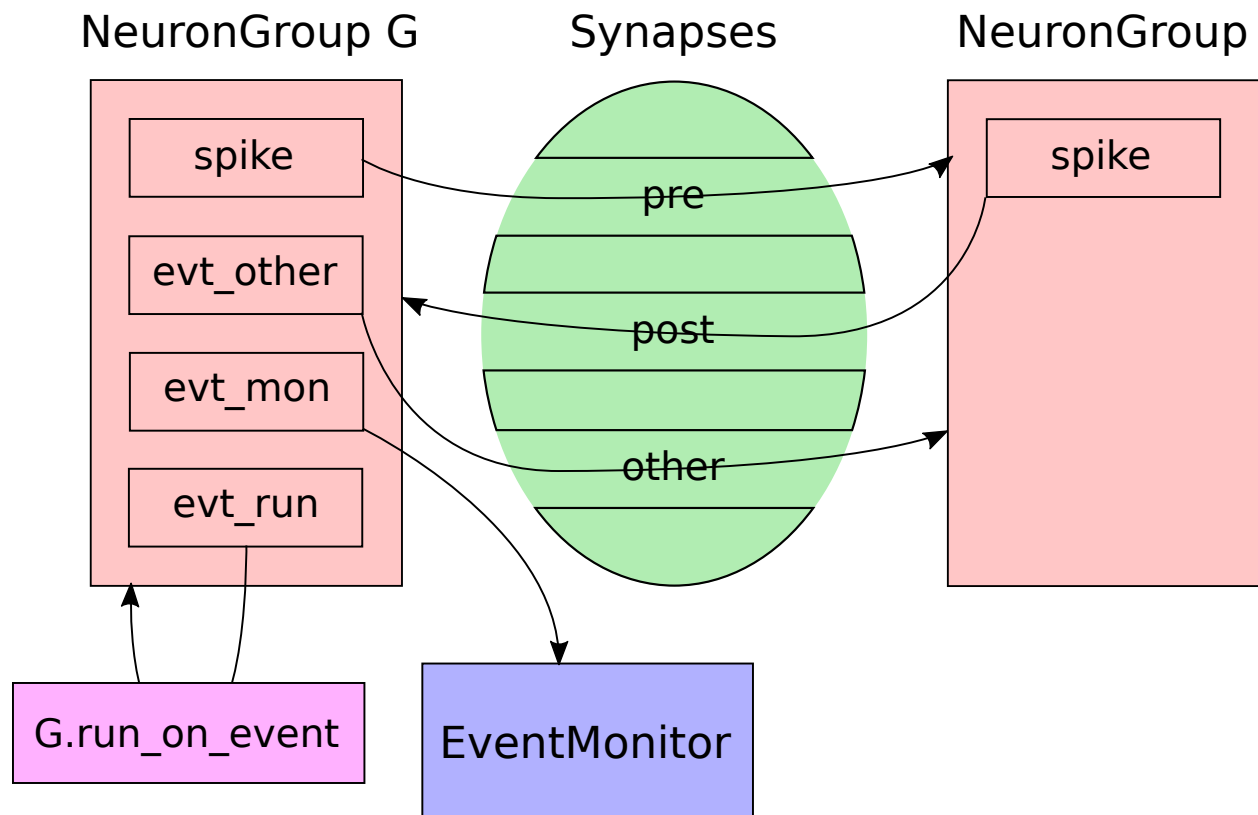 NeuronGroup G
Synapses
NeuronGroup
spike
spike
pre
evt_other
post
evt_mon
other
evt_run
G.run_on_event
EventMonitor